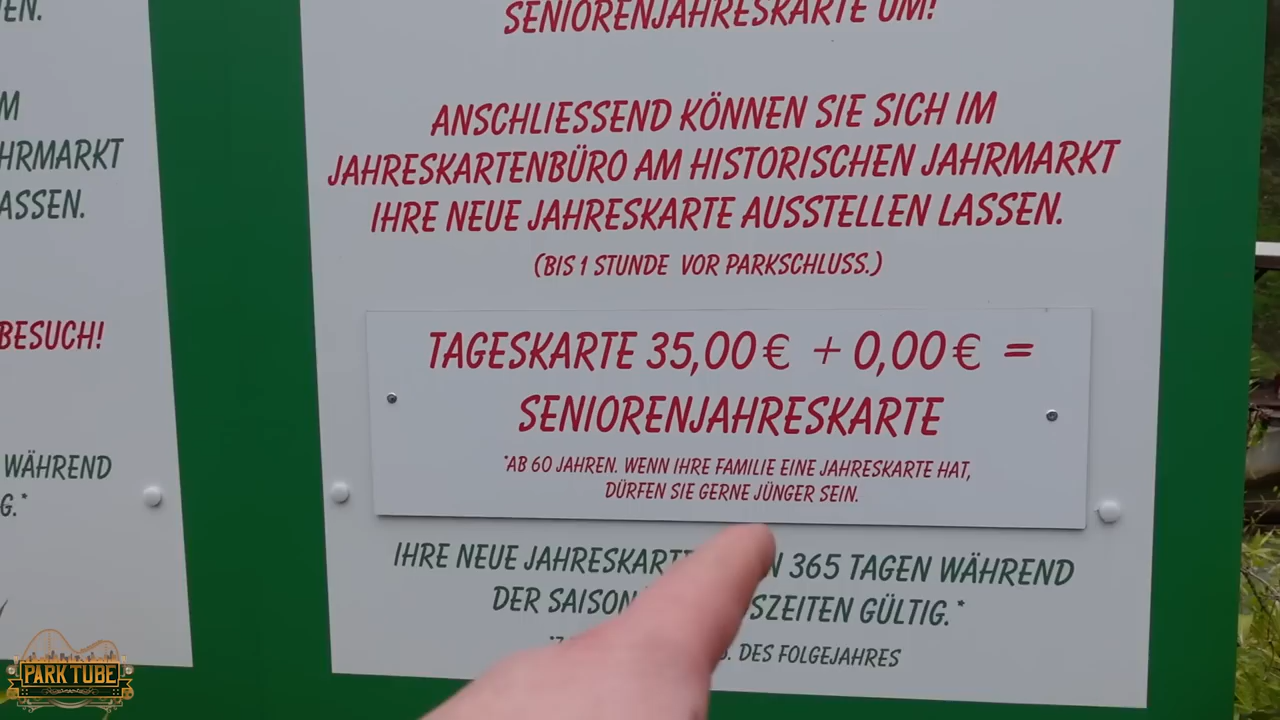 EN.
M
HRMARKT
ASSEN.
BESUCH!
WÄHREND
G.*
SENIORENJAHRESKARTE UM!
ANSCHLIESSEND KÖNNEN SIE SICH IM
JAHRESKARTENBÜRO AM HISTORISCHEN JAHRMARKT
IHRE NEUE JAHRESKARTE AUSSTELLEN LASSEN.
(BIS 1 STUNDE VOR PARKSCHLUSS.)
TAGESKARTE 35,00 € + 0,00 € =
SENIORENJAHRESKARTE
*AB 60 JAHREN. WENN IHRE FAMILIE EINE JAHRESKARTE HAT,
DÜRFEN SIE GERNE JÜNGER SEIN.
IHRE NEUE 365 TAGEN WÄHREND
DER SAISON SZEITEN GÜLTIG.*
DES FOLGEJAHRES
PARK TUBE